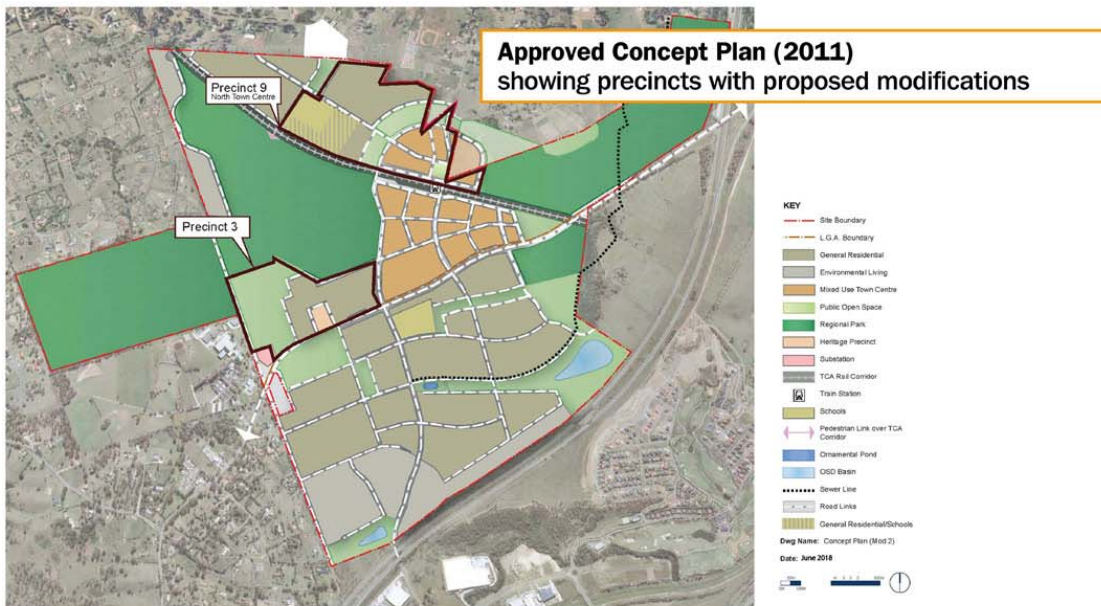 Approved Concept Plan (2011)
showing precincts with proposed modifications
Precinct 9
North Town Centre
Precinct 3
KEY
Site Boundary
L.G.A. Boundary
General Residential
Environmental Living
Mixed Use Town Centre
Public Open Space
Regional Park
Heritage Precinct
Substation
TCA Rail Corridor
Train Station
Schools
Pedestrian Link over TCA
Corridor
Ornamental Pond
OSD Basin
Sewer Line
Road Links
General Residential/Schools
Dwg Name: Concept Plan (Mod 2)
Date: June 2018